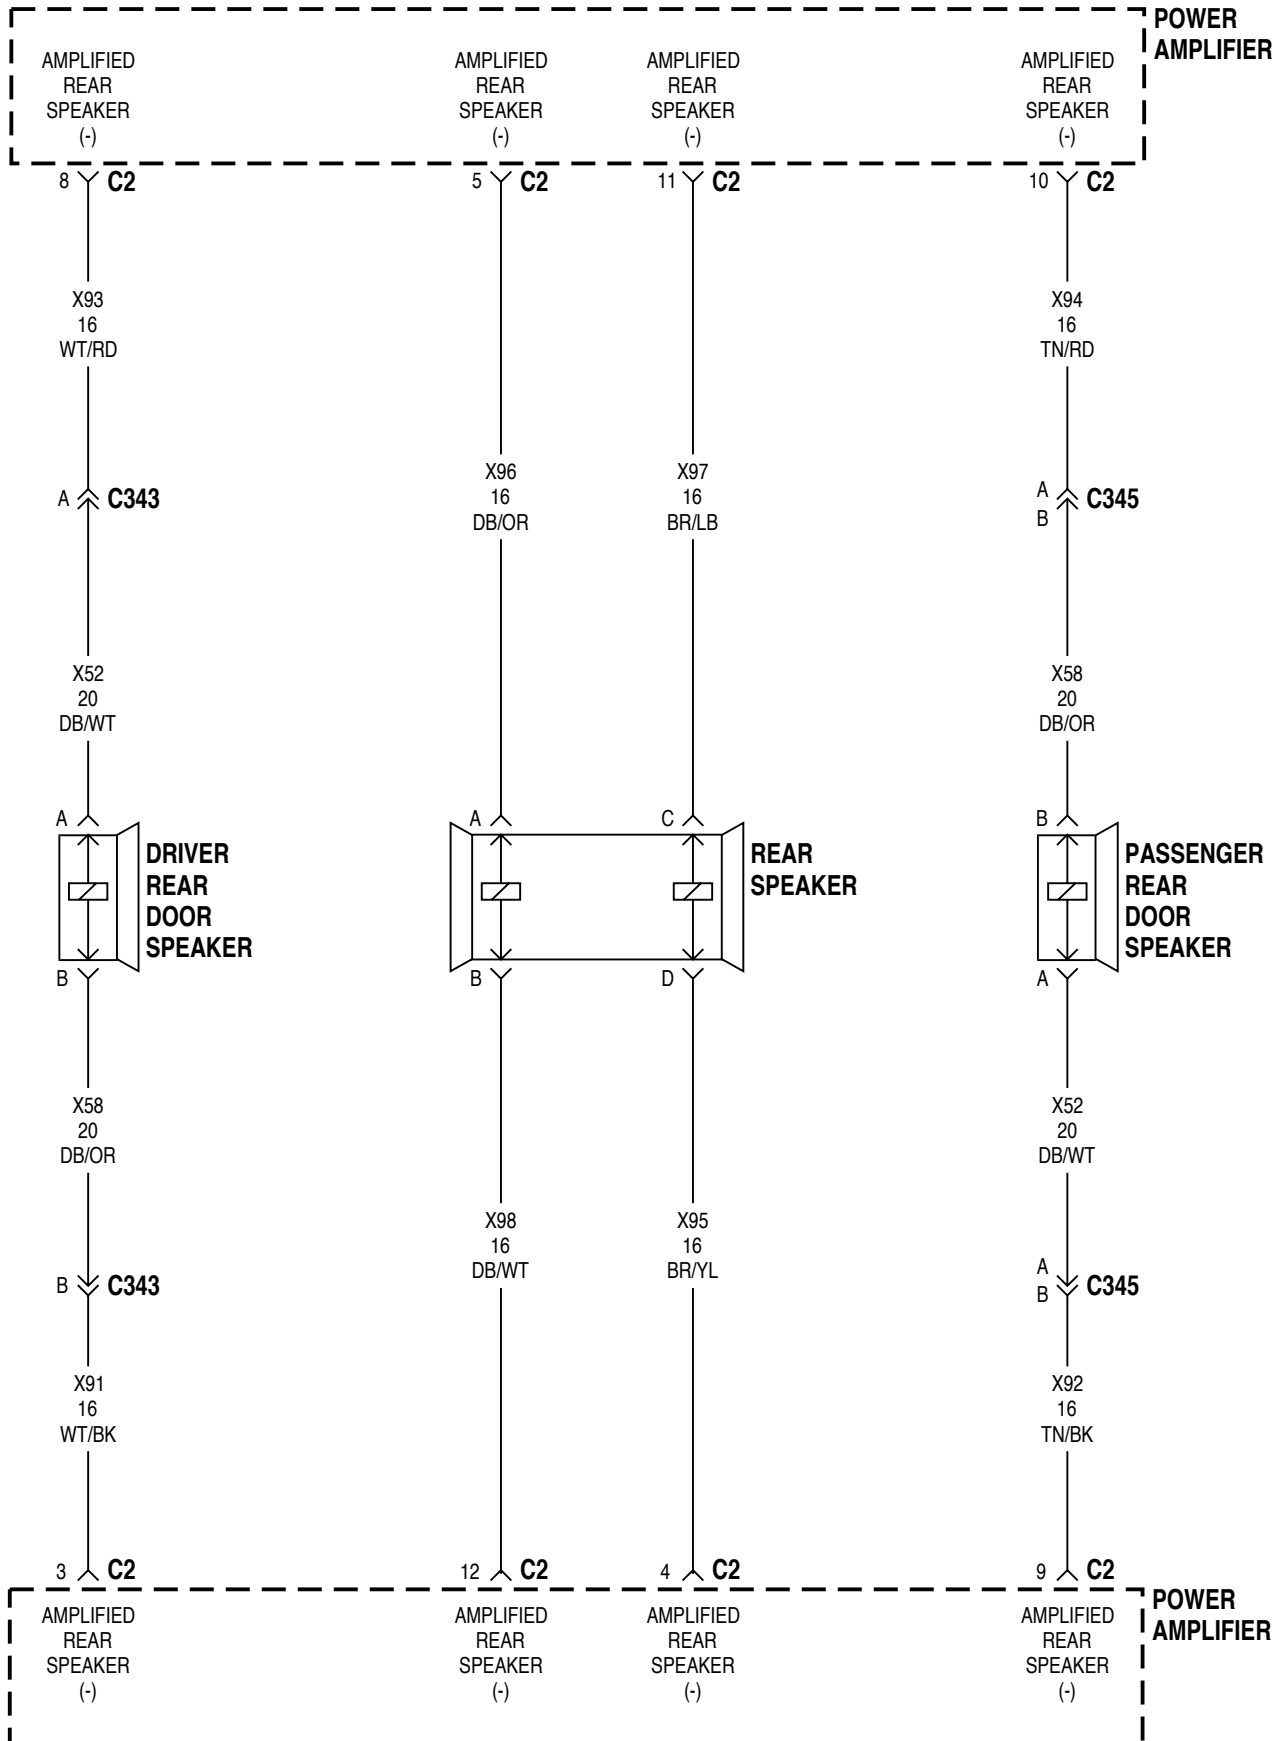 POWER
AMPLIFIER
AMPLIFIED
REAR
SPEAKER
(-)
AMPLIFIED
REAR
SPEAKER
(-)
AMPLIFIED
REAR
SPEAKER
(-)
AMPLIFIED
REAR
SPEAKER
(-)
8 C2
5 C2
11 C2
10 C2
X93
16
WT/RD
X94
16
TN/RD
X96
16
DB/OR
X97
16
BR/LB
A C343
A
B
C345
X52
20
DB/WT
X58
20
DB/OR
A
A
C
B
DRIVER
REAR
DOOR
SPEAKER
REAR
SPEAKER
PASSENGER
REAR
DOOR
SPEAKER
B
B
D
A
X58
20
DB/OR
X52
20
DB/WT
X98
16
DB/WT
X95
16
BR/YL
B C343
A
B
C345
X91
16
WT/BK
X92
16
TN/BK
3 C2
12 C2
4 C2
9 C2
POWER
AMPLIFIER
AMPLIFIED
REAR
SPEAKER
(-)
AMPLIFIED
REAR
SPEAKER
(-)
AMPLIFIED
REAR
SPEAKER
(-)
AMPLIFIED
REAR
SPEAKER
(-)